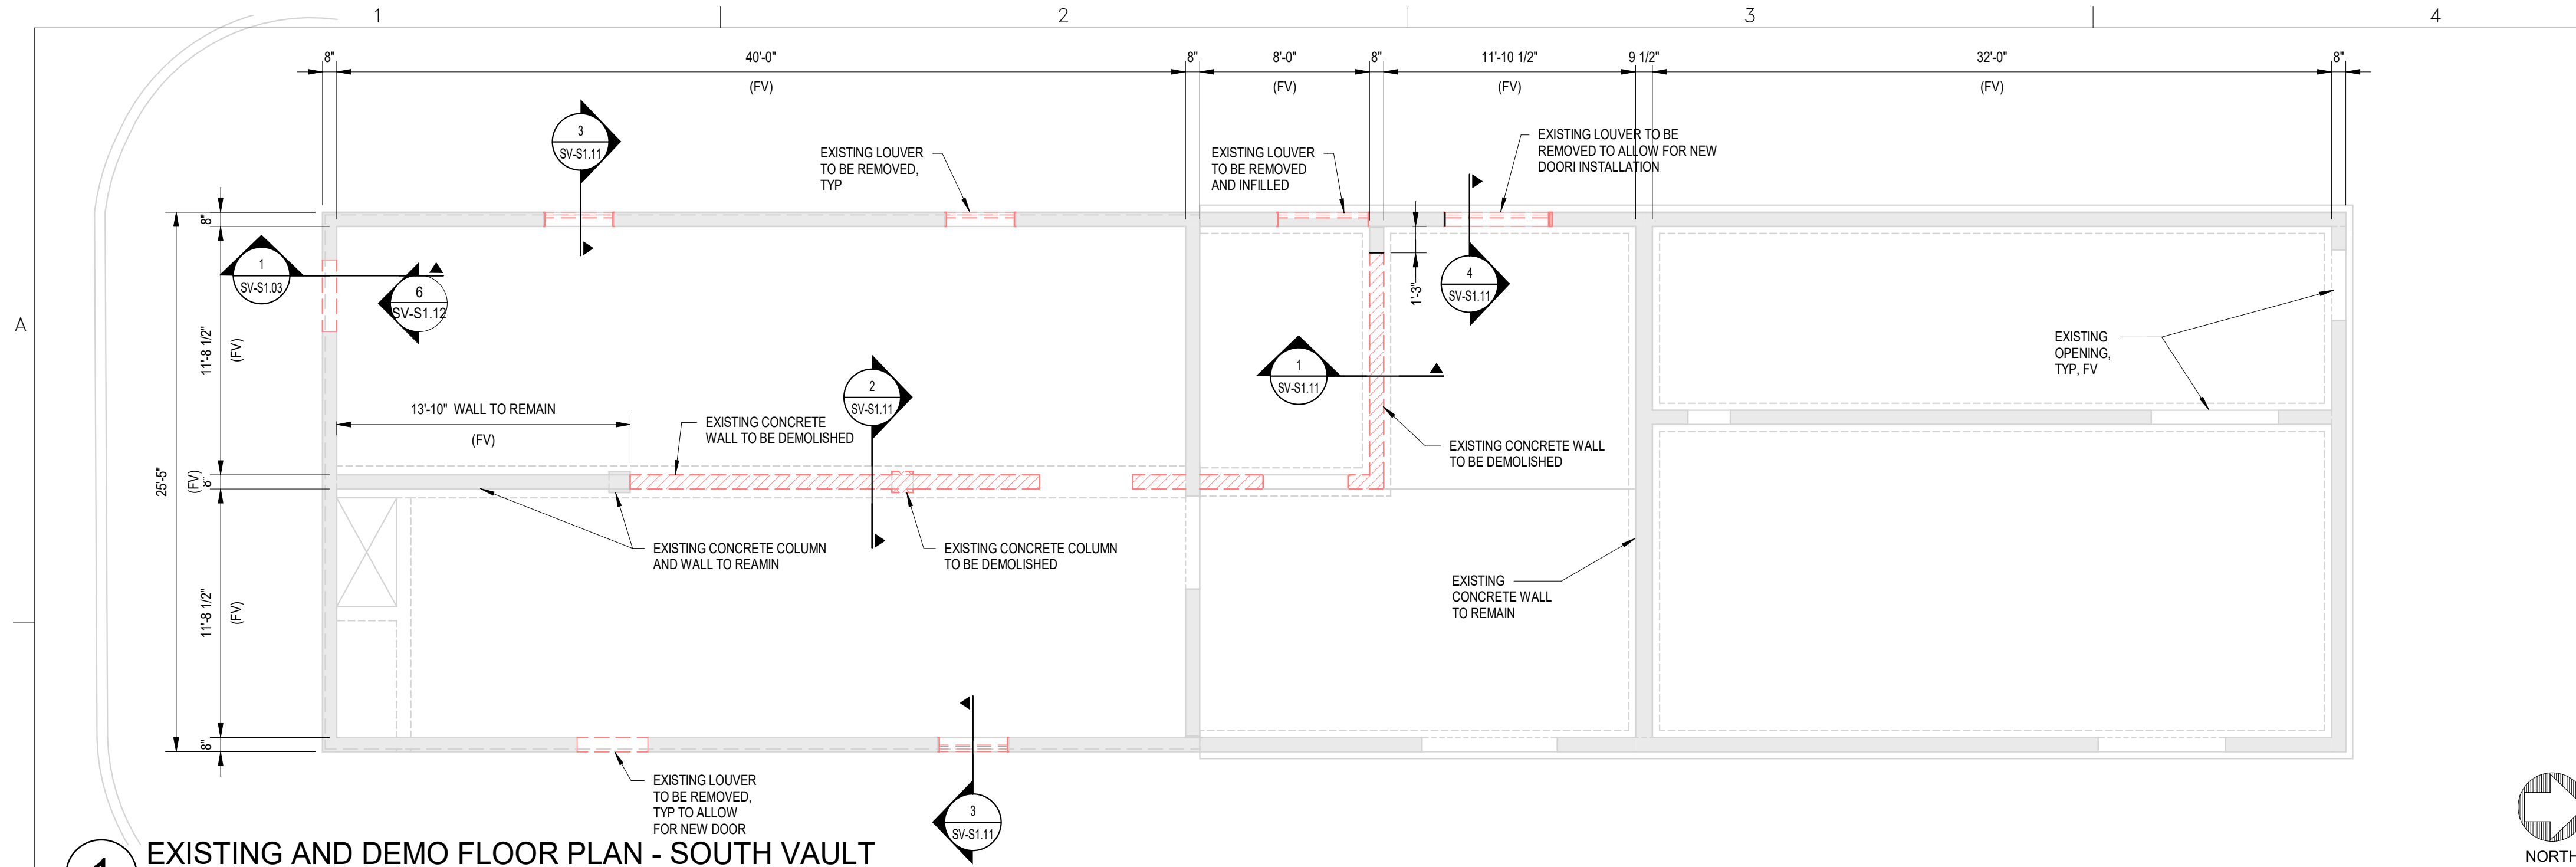 1 2 3 4
8" 40'-0" 8" 8'-0" 8" 11'-10 1/2" 9 1/2" 32'-0" 8"
(FV) (FV) (FV) (FV)
3
SV-S1.11
EXISTING LOUVER
TO BE REMOVED,
TYP
EXISTING LOUVER
TO BE REMOVED
AND INFILLED
EXISTING LOUVER TO BE
REMOVED TO ALLOW FOR NEW
DOORI INSTALLATION
8"
1
SV-S1.03
6
SV-S1.12
1'-3"
4
SV-S1.11
A
11'-8 1/2"
(FV)
EXISTING
OPENING,
TYP, FV
1
SV-S1.11
2
SV-S1.11
13'-10" WALL TO REMAIN
(FV)
EXISTING CONCRETE
WALL TO BE DEMOLISHED
EXISTING CONCRETE WALL
TO BE DEMOLISHED
25'-5"
(FV)
8"
EXISTING CONCRETE COLUMN
AND WALL TO REAMIN
EXISTING CONCRETE COLUMN
TO BE DEMOLISHED
EXISTING
CONCRETE WALL
TO REMAIN
11'-8 1/2"
(FV)
8"
EXISTING LOUVER
TO BE REMOVED,
TYP TO ALLOW
FOR NEW DOOR
3
SV-S1.11
1
EXISTING AND DEMO FLOOR PLAN - SOUTH VAULT
NORTH